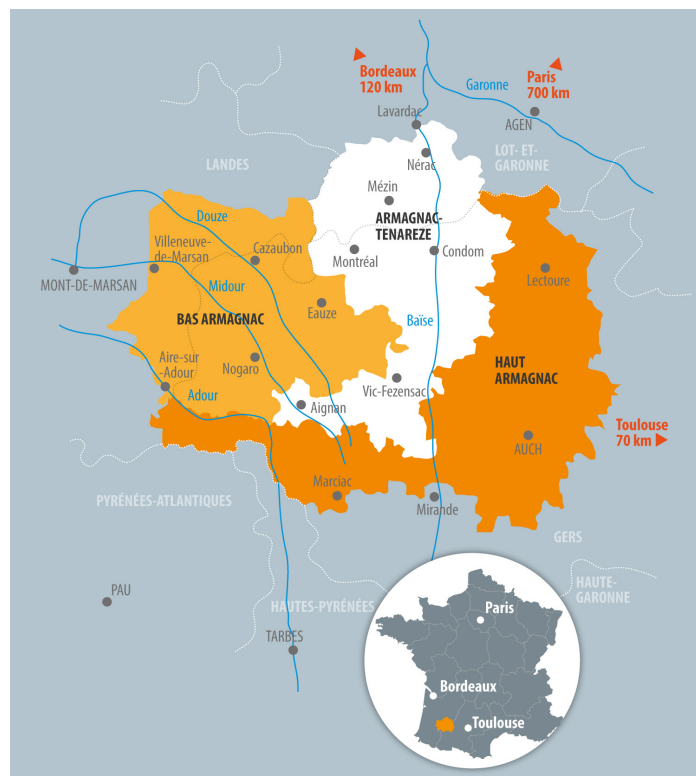 Bordeaux
120 km
Paris
700 km
Garonne
Lavardac
AGEN
Nérac
LANDES
LOT- ET-
GARONNE
Mézin
ARMAGNAC-
TENAREZE
Douze
Villeneuve-
de-Marsan
Cazaubon
Montréal
Condom
Lectoure
MONT-DE-MARSAN
Midour
Eauze
BAS ARMAGNAC
Baïse
Aire-sur
-Adour
Nogaro
HAUT
ARMAGNAC
Adour
Aignan
Vic-Fezensac
Toulouse
70 km
AUCH
Marciac
Mirande
PYRÉNÉES-ATLANTIQUES
GERS
PAU
HAUTES-PYRÉNÉES
HAUTE-
GARONNE
TARBES
Paris
Bordeaux
Toulouse